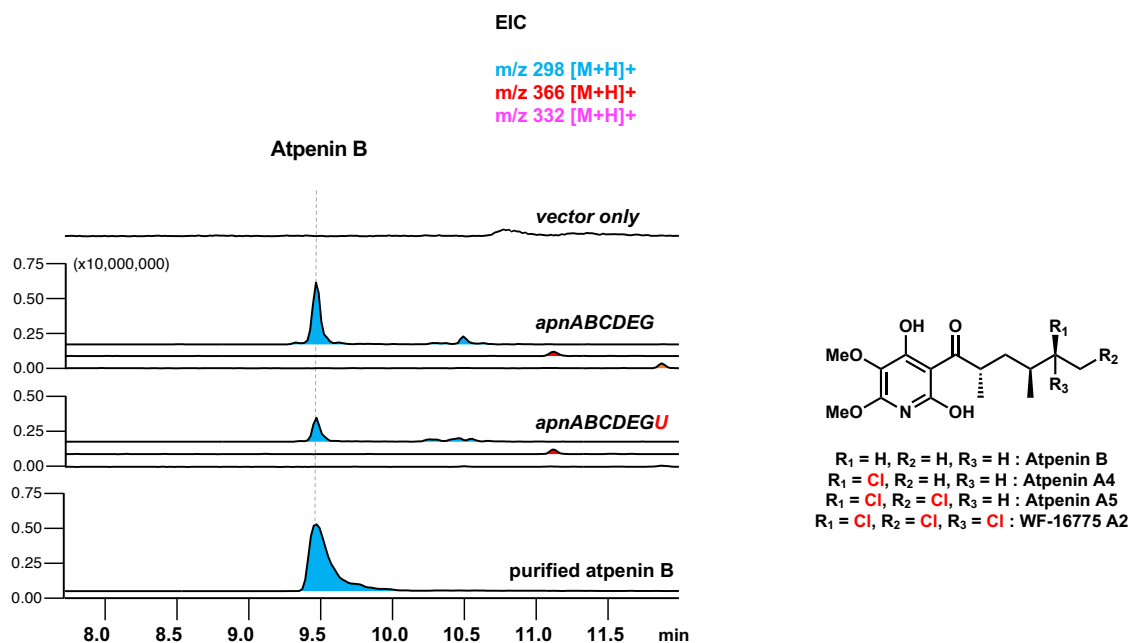 EIC
m/z 298 [M+H]+
m/z 366 [M+H]+
m/z 332 [M+H]+
Atpenin B
vector only
(x10,000,000)
0.75
0.50
0.25
0.00
apnABCDEG
0.50
0.25
0.00
apnABCDEGU
0.75
0.50
0.25
0.00
purified atpenin B
8.0 8.5 9.0 9.5 10.0 10.5 11.0 11.5 min
OH O R1 R2
MeO R3
MeO N OH
R1 = H, R2 = H, R3 = H : Atpenin B
R1 = Cl, R2 = H, R3 = H : Atpenin A4
R1 = Cl, R2 = Cl, R3 = H : Atpenin A5
R1 = Cl, R2 = Cl, R3 = Cl : WF-16775 A2